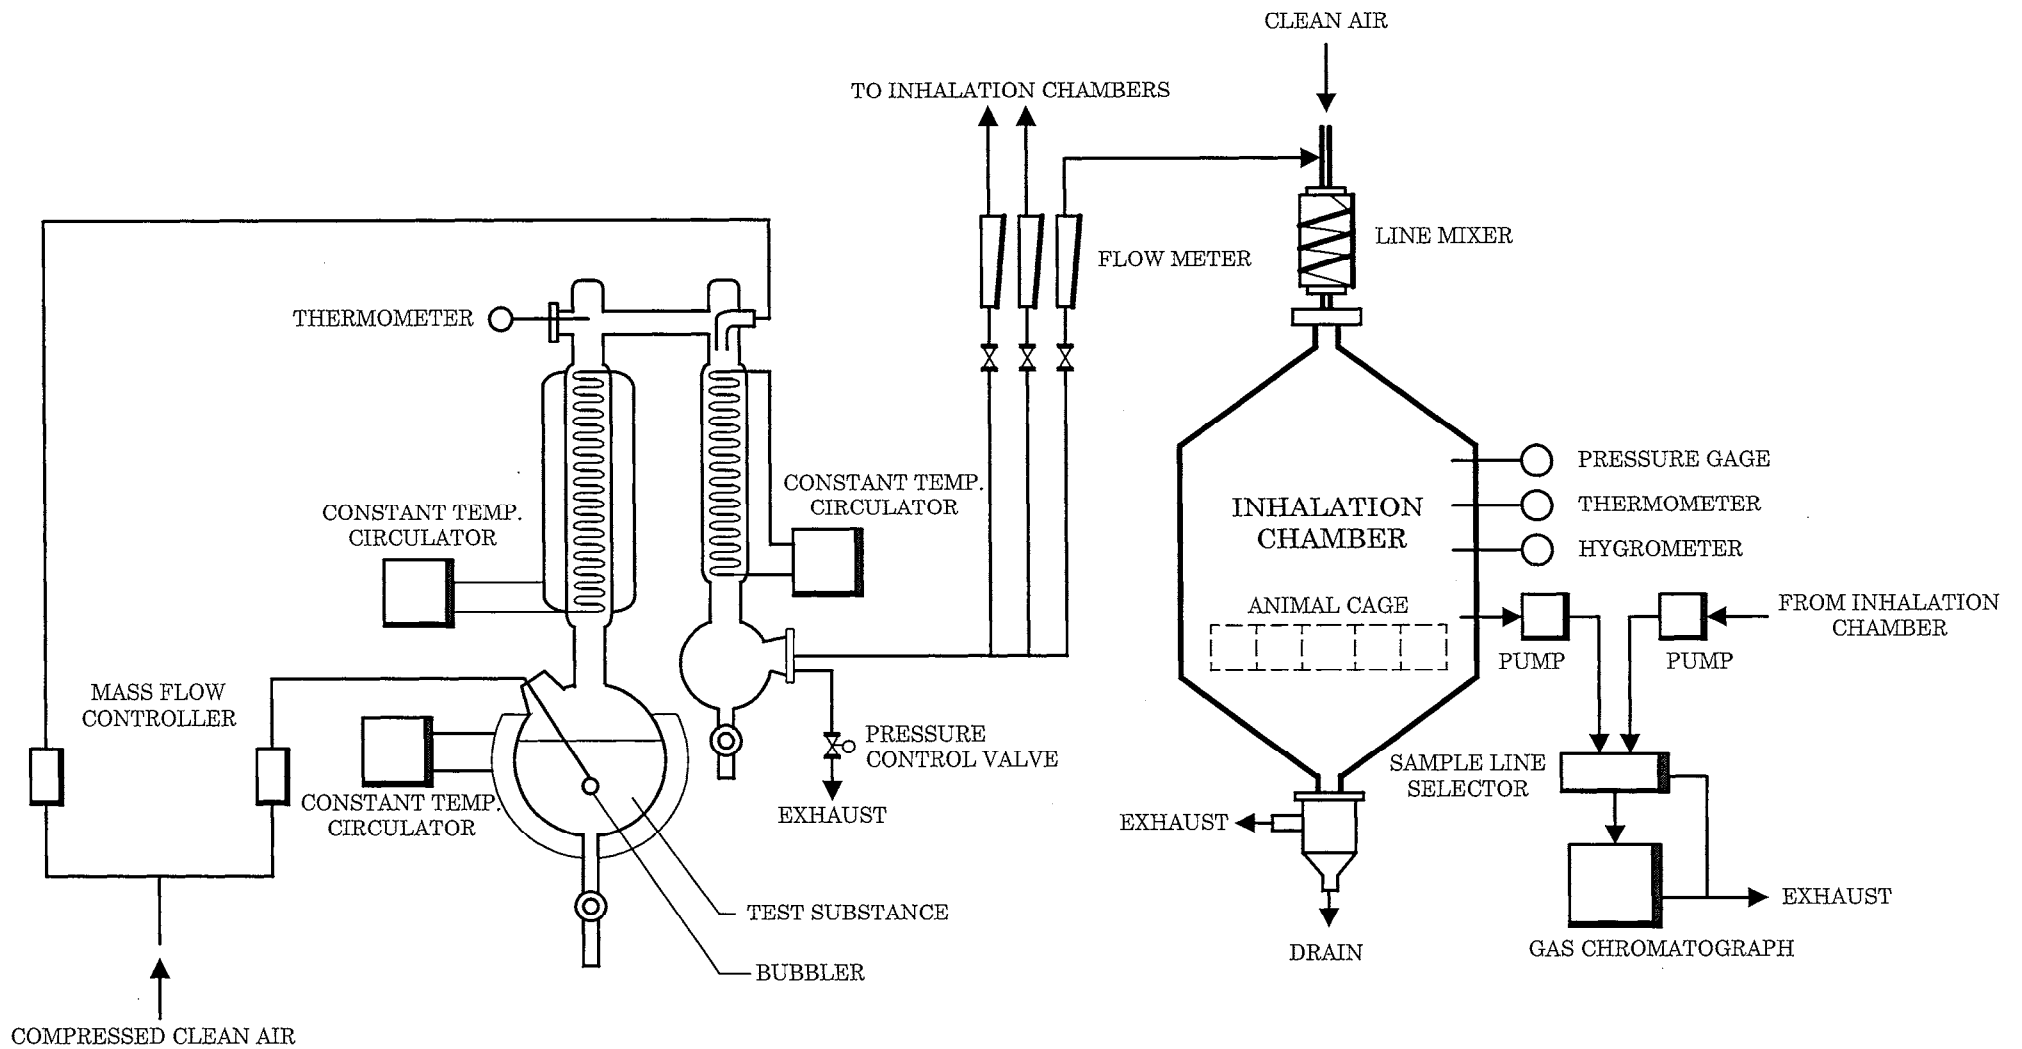 CLEAN AIR
TO INHALATION CHAMBERS
LINE MIXER
FLOW METER
THERMOMETER
PRESSURE GAGE
CONSTANT TEMP.
CIRCULATOR
THERMOMETER
INHALATION
CHAMBER
CONSTANT TEMP.
CIRCULATOR
HYGROMETER
ANIMAL CAGE
FROM INHALATION
CHAMBER
PUMP
PUMP
MASS FLOW
CONTROLLER
PRESSURE
CONTROL VALVE
SAMPLE LINE
SELECTOR
CONSTANT TEMP.
CIRCULATOR
EXHAUST
EXHAUST
EXHAUST
TEST SUBSTANCE
DRAIN
GAS CHROMATOGRAPH
BUBBLER
COMPRESSED CLEAN AIR